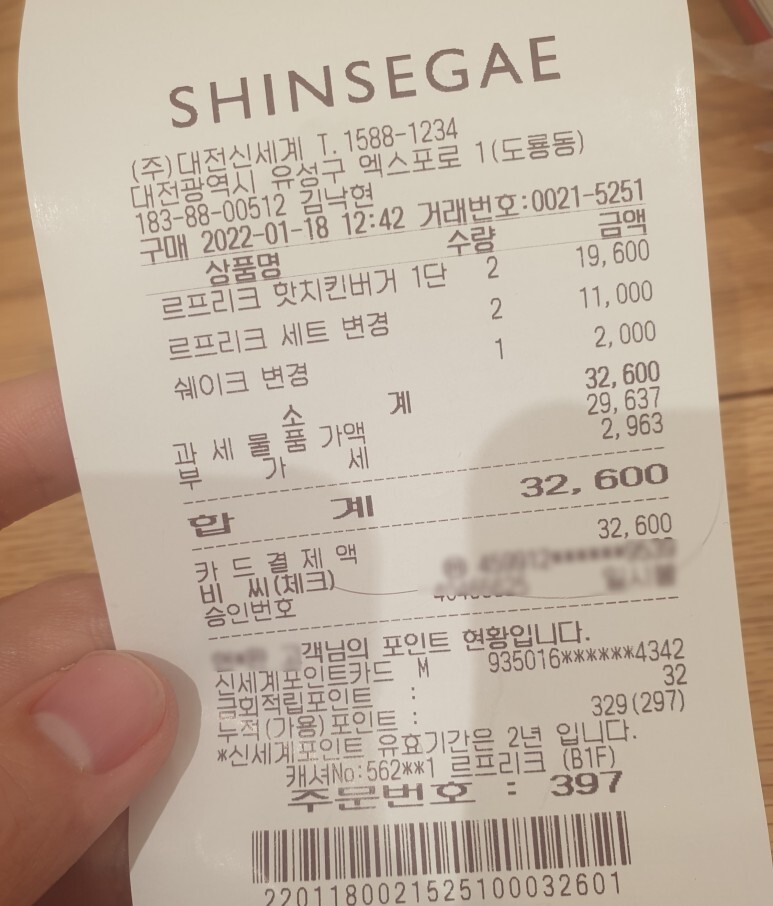 SHINSEGAE
(주)대전신세계 T.1588-1234
대전광역시 유성구 엑스포로 1(도룡동)
183-88-00512 김낙현
구매 2022-01-18 12:42 거래번호:0021-5251
상품명 수량 금액
르프리크 핫치킨버거 1단 2 19,600
르프리크 세트 변경 2 11,000
쉐이크 변경 1 2,000
소 계 32,600
과 세 물 품 가액 29,637
부 가 세 2,963
합 계 32,600
카 드 결 제 액 32,600
비 씨(체크)
승인번호 일시불
객님의 포인트 현황입니다.
신세계포인트카드 M 935016******4342
금회적립포인트 : 32
누적(가용)포인트 : 329(297)
*신세계포인트 유효기간은 2년 입니다.
캐셔No:562**1 르프리크 (B1F)
주문번호 : 397
2201180021525100032601